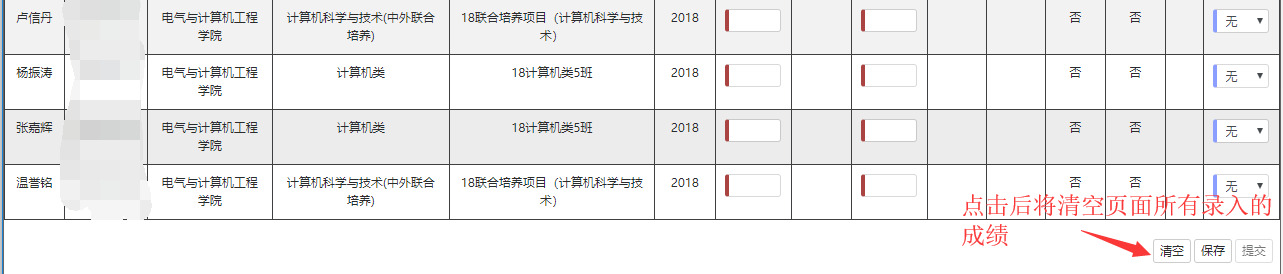 卢信丹 电气与计算机工程 计算机科学与技术(中外联合 18联合培养项目（计算机科学与技 2018 否 否 无
学院 培养) 术）
杨振涛 电气与计算机工程 计算机类 18计算机类5班 2018 否 否 无
学院
张嘉辉 电气与计算机工程 计算机类 18计算机类5班 2018 否 否 无
学院
温誉铭 电气与计算机工程 计算机科学与技术(中外联合 18联合培养项目（计算机科学与技 2018 否 否 无
学院 培养) 术）
点击后将清空页面所有录入的
成绩
清空 保存 提交